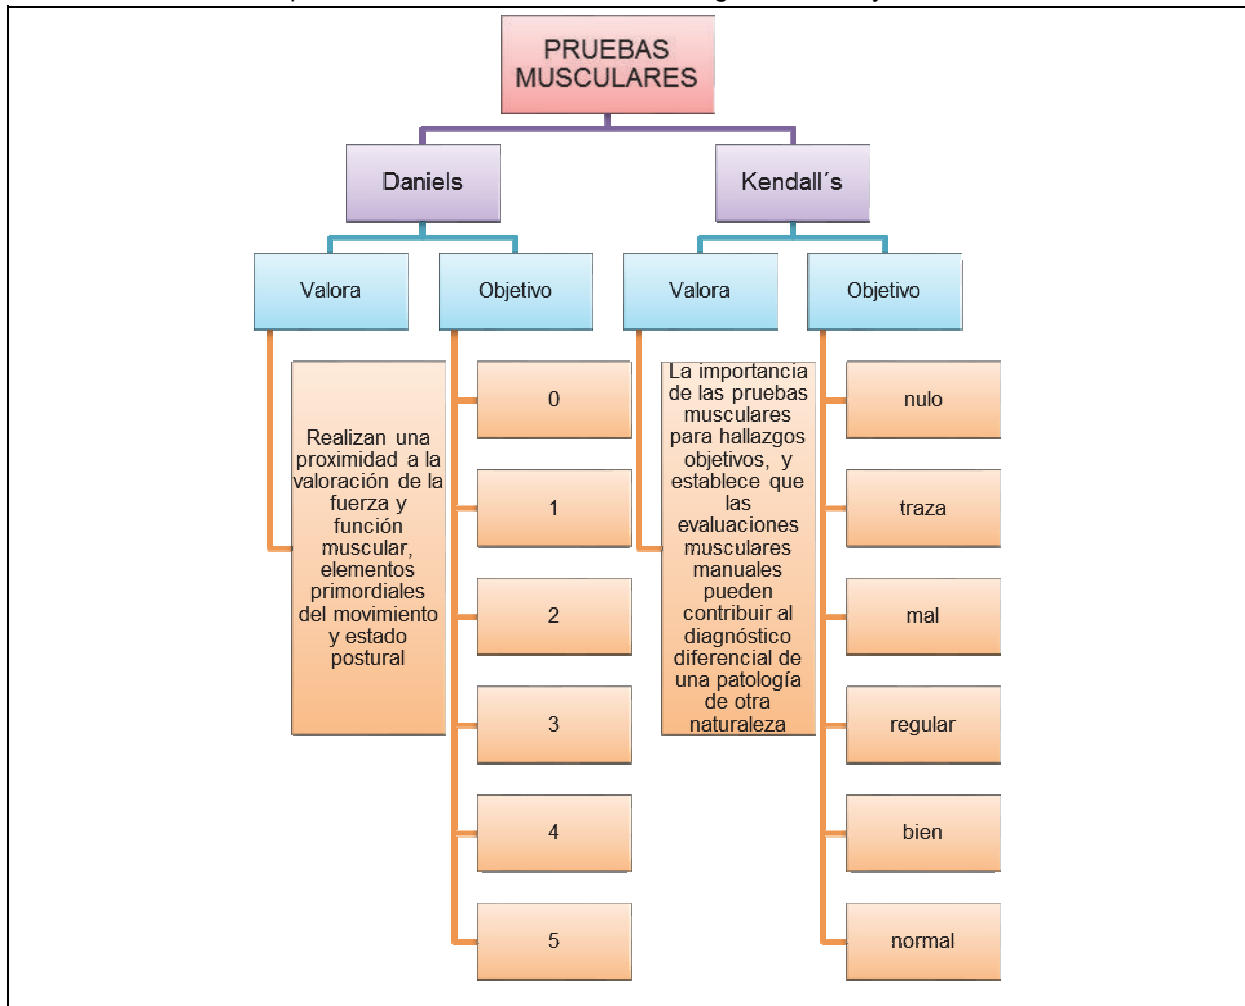 PRUEBAS
MUSCULARES
Daniels
Kendall´s
Valora
Objetivo
Valora
Objetivo
Realizan una
proximidad a la
valoración de la
fuerza y
función
muscular,
elementos
primordiales
del movimiento
y estado
postural
0
1
2
3
4
5
La importancia
de las pruebas
musculares
para hallazgos
objetivos, y
establece que
las
evaluaciones
musculares
manuales
pueden
contribuir al
diagnóstico
diferencial de
una patología
de otra
naturaleza
nulo
traza
mal
regular
bien
normal